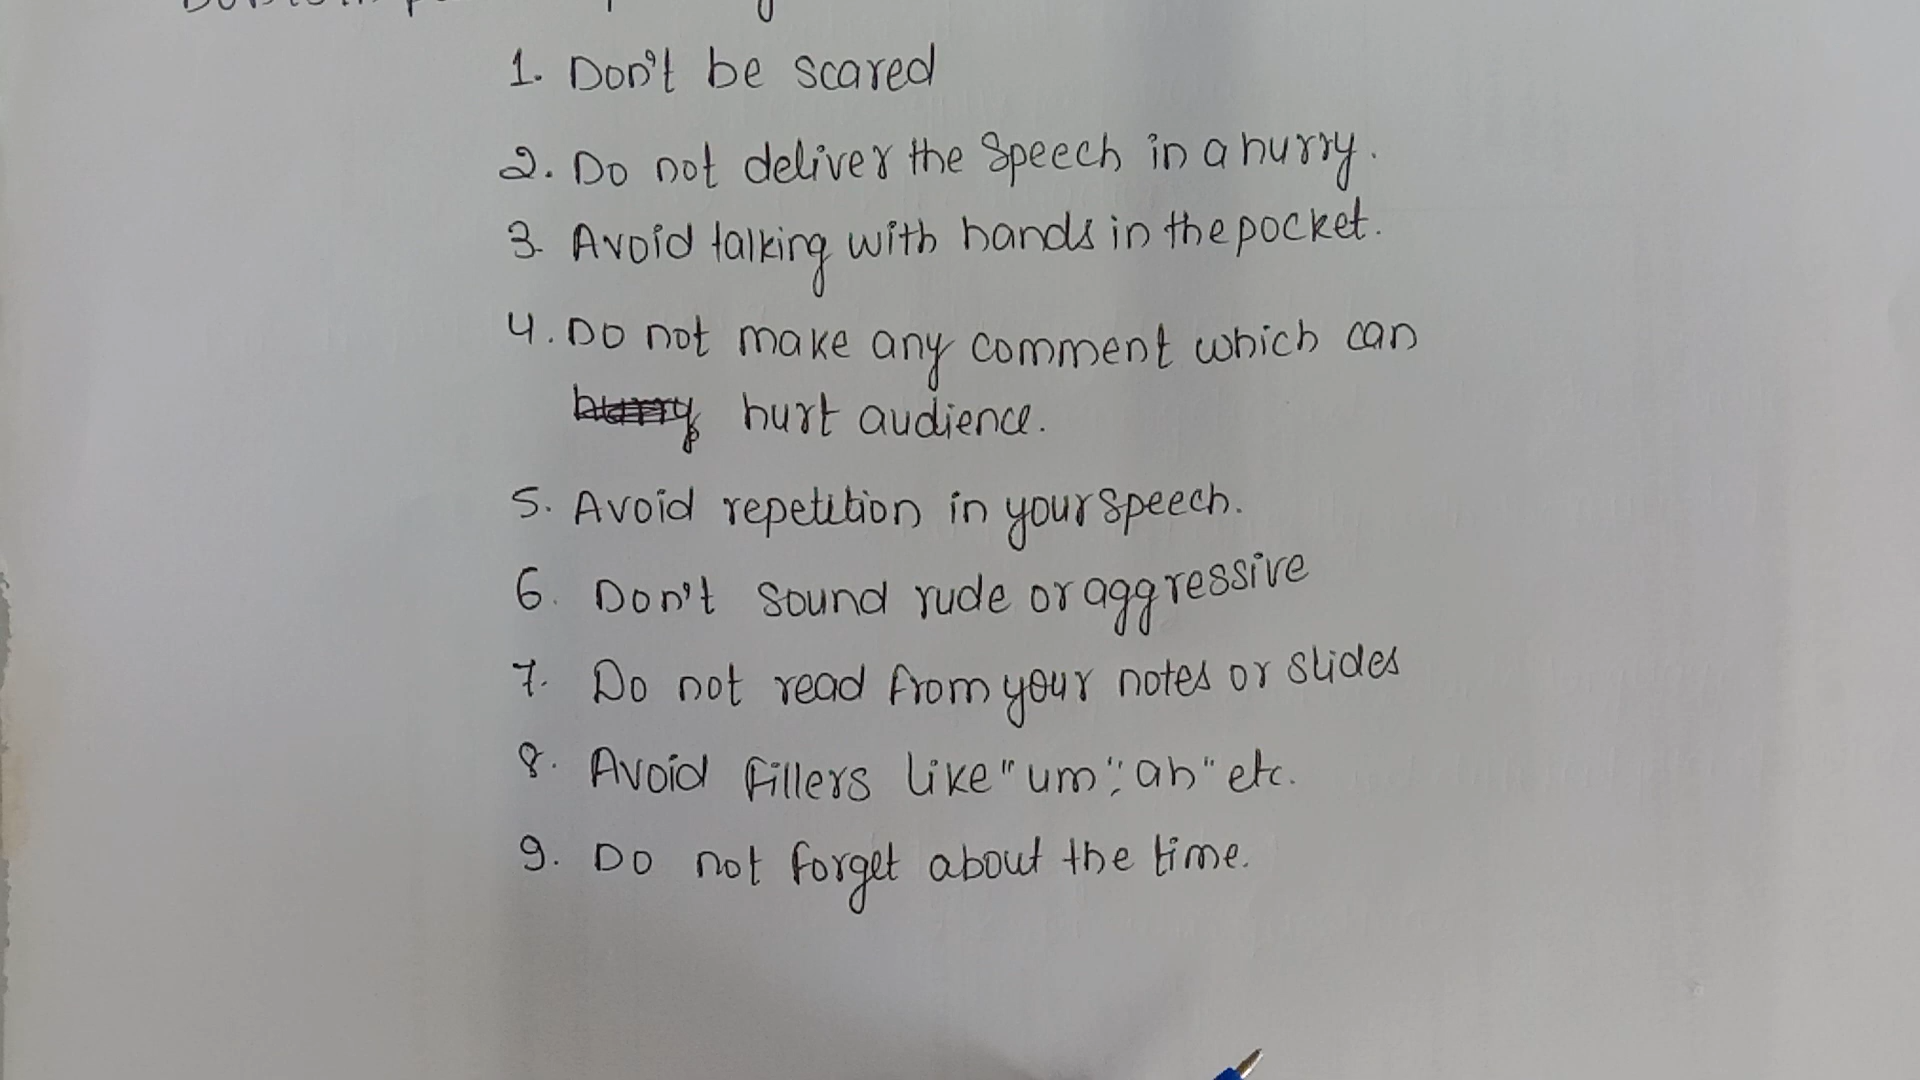 1. Don't be scared
2. Do not deliver the Speech in a hurry.
3. Avoid talking with hands in the pocket.
4. Do not make any comment which can
hurt audience.
5. Avoid repetition in your speech.
6. Don't sound rude or aggressive
7. Do not read from your notes or slides
8. Avoid fillers like "um", ah" etc.
9. Do not forget about the time.